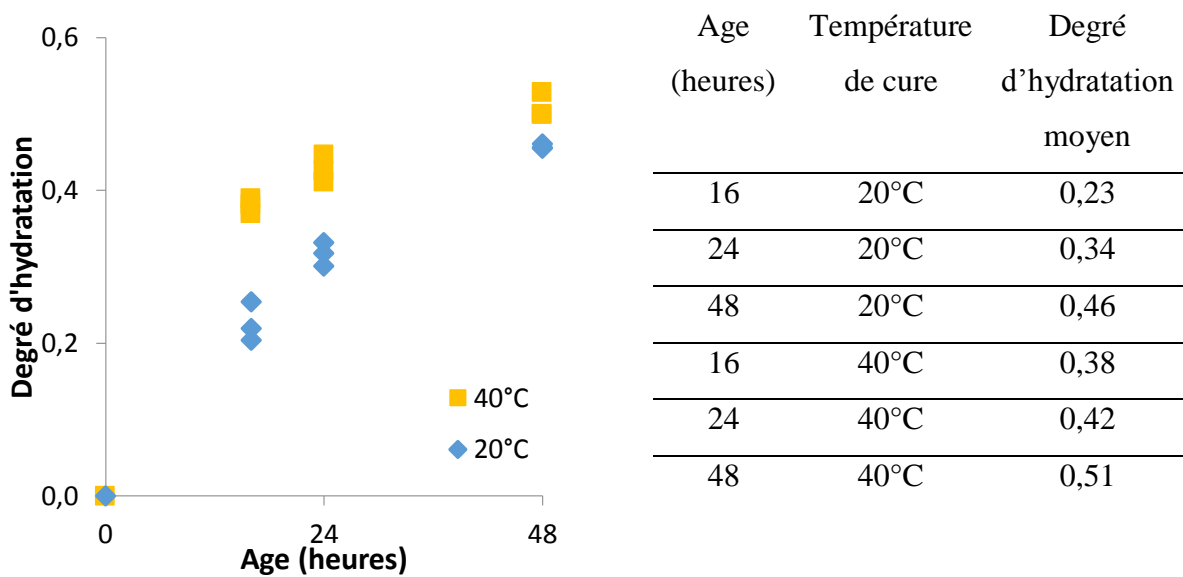 0,6
0,4
0,2
0,0
Degré d'hydratation
0
24
48
Age (heures)
40°C
20°C
Age Température Degré
(heures) de cure d’hydratation
moyen
16 20°C 0,23
24 20°C 0,34
48 20°C 0,46
16 40°C 0,38
24 40°C 0,42
48 40°C 0,51